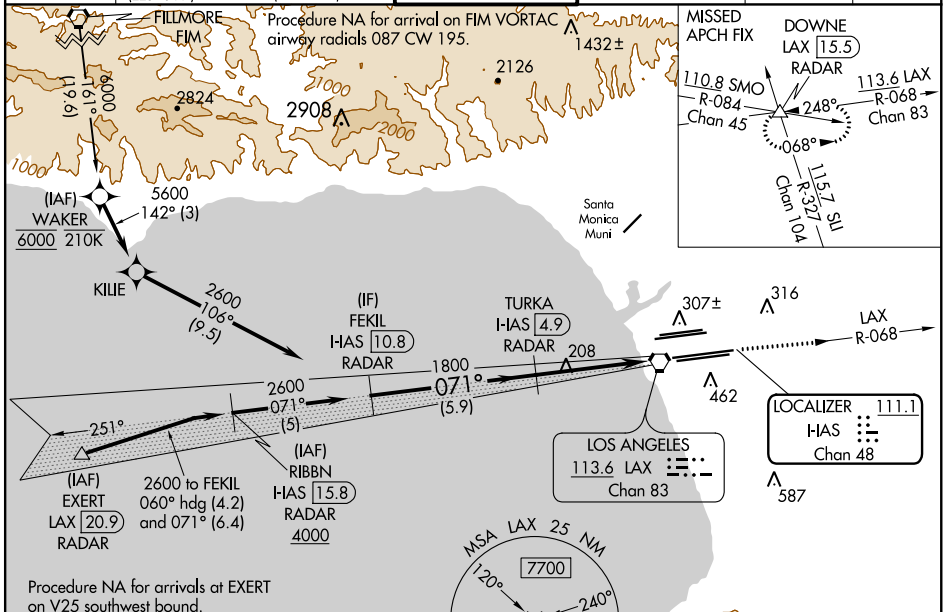 FILLMORE
FIM
Procedure NA for arrival on FIM VORTAC
airway radials 087 CW 195.
1432±
2126
6000
161°
(19.6)
2824
2908
1000
2000
1000
1000
MISSED
APCH FIX
DOWNE
LAX 15.5
RADAR
110.8 SMO
R-084
Chan 45
113.6 LAX
R-068
Chan 83
248°
068°
115.7 SLI
R-327
Chan 104
(IAF)
WAKER
6000 210K
5600
142° (3)
KILIE
2600
106°
(9.5)
Santa
Monica
Muni
(IF)
FEKIL
I-IAS 10.8
RADAR
TURKA
I-IAS 4.9
RADAR
307±
316
208
462
587
LAX
R-068
2600
071°
(5)
1800
071°
(5.9)
251°
(IAF)
EXERT
LAX 20.9
RADAR
2600 to FEKIL
060° hdg (4.2)
and 071° (6.4)
(IAF)
RIBBN
I-IAS 15.8
RADAR
4000
LOS ANGELES
113.6 LAX
Chan 83
LOCALIZER 111.1
I-IAS
Chan 48
MSA LAX 25 NM
7700
120°
240°
Procedure NA for arrivals at EXERT
on V25 southwest bound.